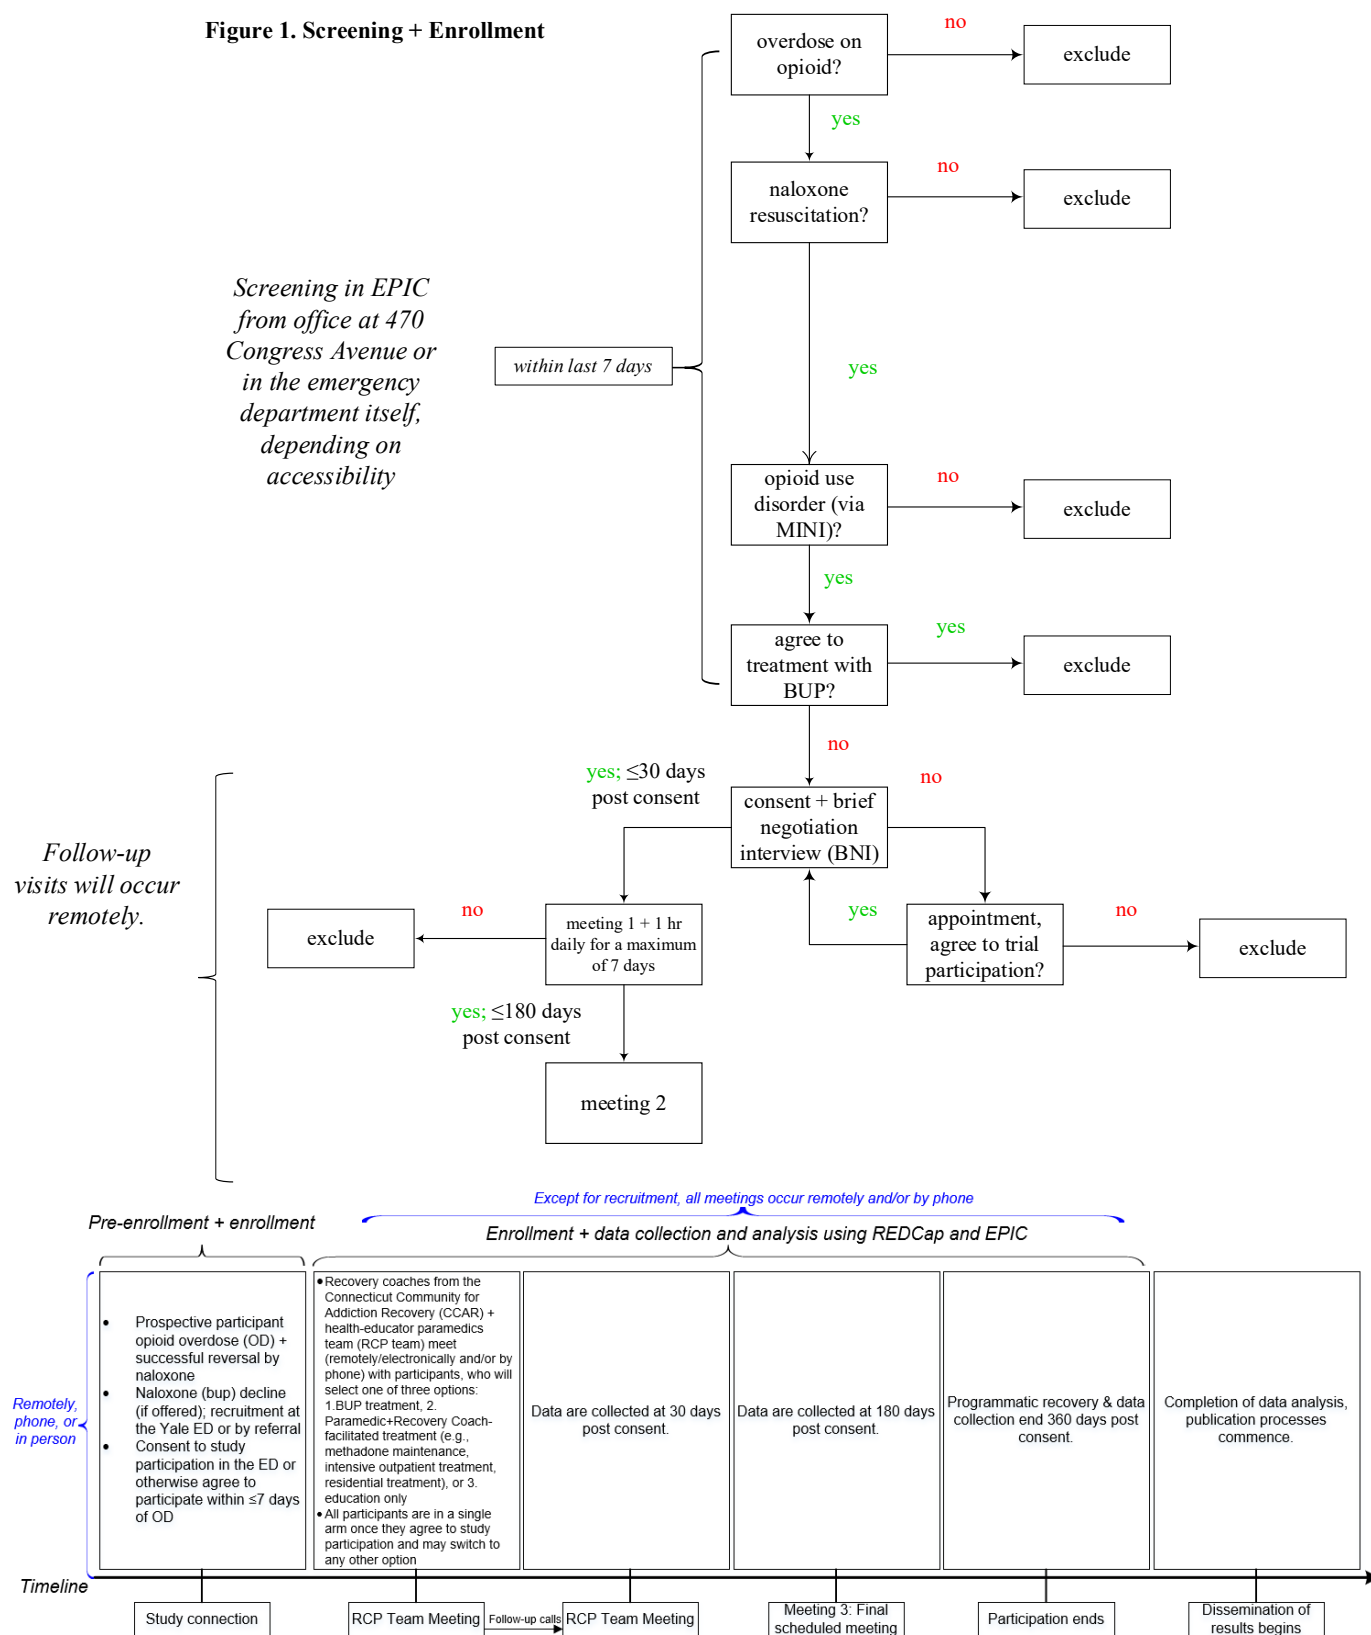 Figure 1. Screening + Enrollment
overdose on
opioid?
no
exclude
yes
naloxone
resuscitation?
no
exclude
Screening in EPIC
from office at 470
Congress Avenue or
in the emergency
department itself,
depending on
accessibility
within last 7 days
yes
opioid use
disorder (via
MINI)?
no
exclude
yes
agree to
treatment with
BUP?
yes
exclude
no
yes; ≤30 days
post consent
consent + brief
negotiation
interview (BNI)
no
Follow-up
visits will occur
remotely.
exclude
no
meeting 1 + 1 hr
daily for a maximum
of 7 days
yes
appointment,
agree to trial
participation?
no
exclude
yes; ≤180 days
post consent
meeting 2
Except for recruitment, all meetings occur remotely and/or by phone
Pre-enrollment + enrollment
Enrollment + data collection and analysis using REDCap and EPIC
Remotely,
phone, or
in person
• Prospective participant
opioid overdose (OD) +
successful reversal by
naloxone
• Naloxone (bup) decline
(if offered); recruitment at
the Yale ED or by referral
• Consent to study
participation in the ED or
otherwise agree to
participate within ≤7 days
of OD
• Recovery coaches from the
Connecticut Community for
Addiction Recovery (CCAR) +
health-educator paramedics
team (RCP team) meet
(remotely/electronically and/or by
phone) with participants, who will
select one of three options:
1.BUP treatment, 2.
Paramedic+Recovery Coach-
facilitated treatment (e.g.,
methadone maintenance,
intensive outpatient treatment,
residential treatment), or 3.
education only
• All participants are in a single
arm once they agree to study
participation and may switch to
any other option
Data are collected at 30 days
post consent.
Data are collected at 180 days
post consent.
Programmatic recovery & data
collection end 360 days post
consent.
Completion of data analysis,
publication processes
commence.
Timeline
Study connection
RCP Team Meeting
Follow-up calls
RCP Team Meeting
Meeting 3: Final
scheduled meeting
Participation ends
Dissemination of
results begins